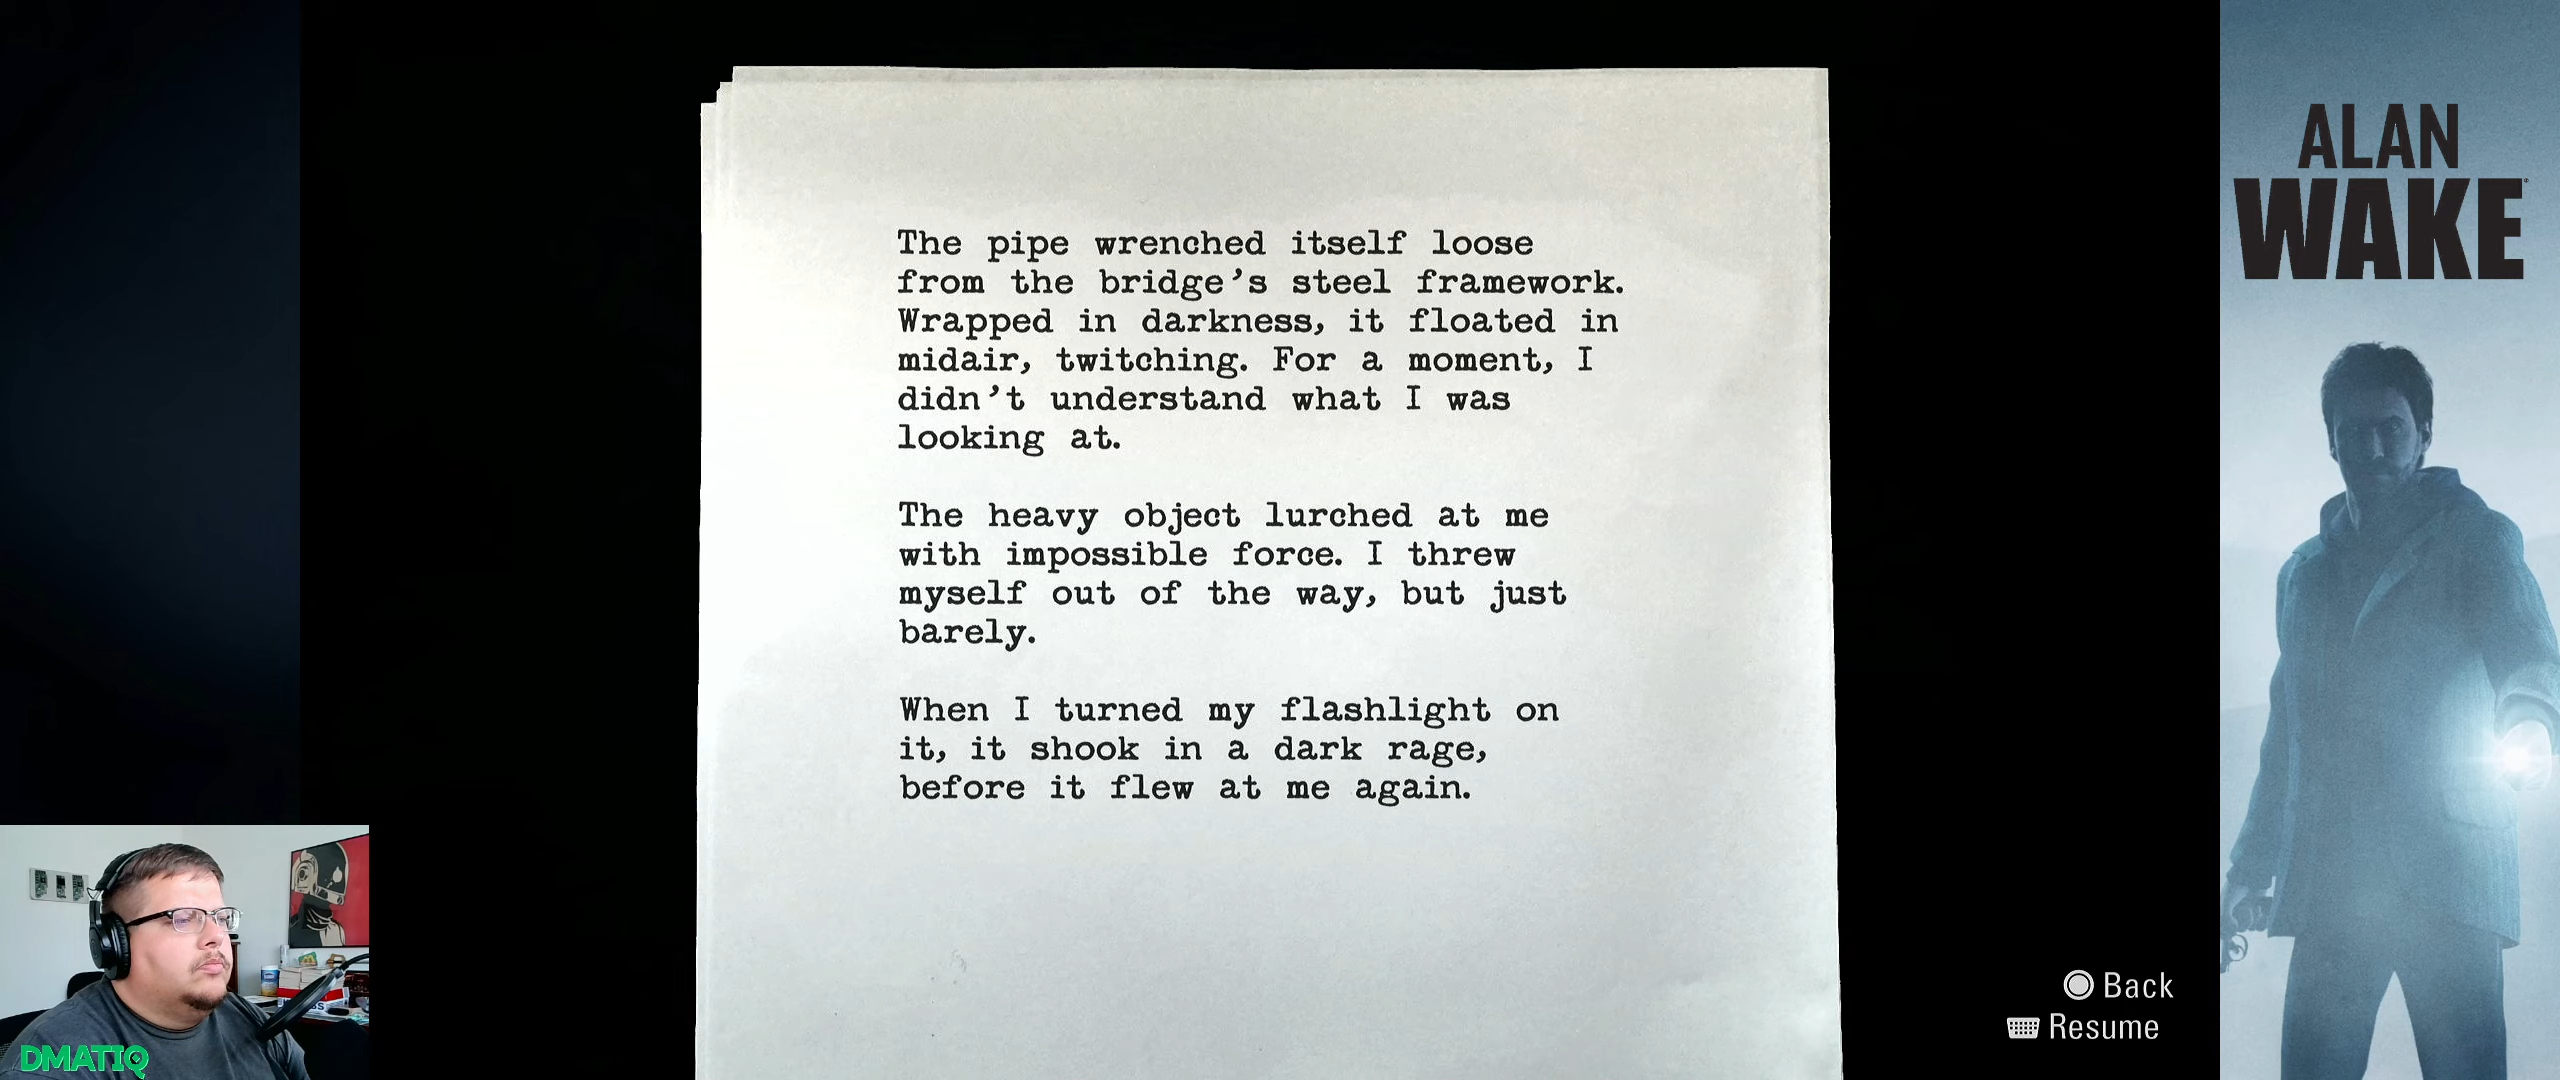 The pipe wrenched itself loose
from the bridge’s steel framework.
Wrapped in darkness, it floated in
midair, twitching. For a moment, I
didn’t understand what I was
looking at.
The heavy object lurched at me
with impossible force. I threw
myself out of the way, but just
barely.
When I turned my flashlight on
it, it shook in a dark rage,
before it flew at me again.
ALAN
WAKE
Back
Resume
DMATIQ